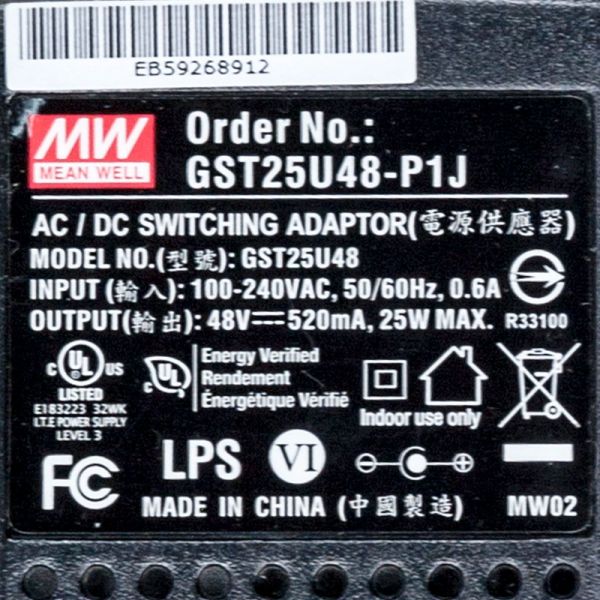 EB59268912
MW
MEAN WELL
Order No.:
GST25U48-P1J
AC / DC SWITCHING ADAPTOR(電源供應器)
MODEL NO.(型號): GST25U48
INPUT (輸入): 100-240VAC, 50/60Hz, 0.6A
OUTPUT(輸出): 48V⎓520mA, 25W MAX.
R33100
C UL US
LISTED
E183223 32WK
I.T.E POWER SUPPLY
LEVEL 3
C UL
Energy Verified
Rendement
Énergétique Vérifié
Indoor use only
FC
LPS
VI
MADE IN CHINA (中國製造)
MW02